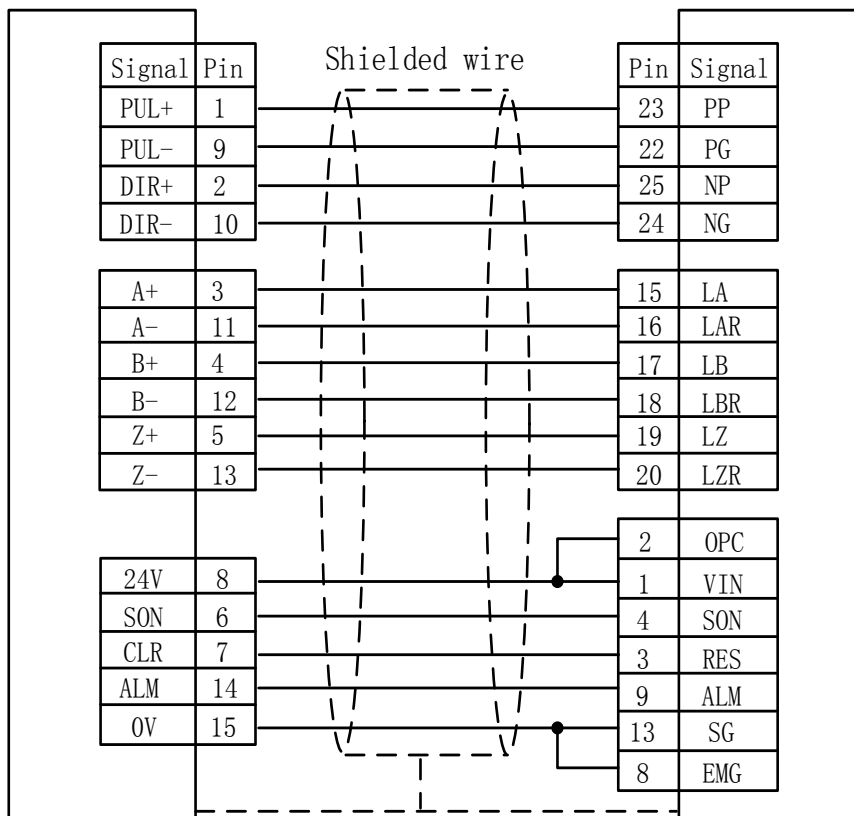 Shielded wire
Signal Pin
PUL+ 1
PUL- 9
DIR+ 2
DIR- 10
A+ 3
A- 11
B+ 4
B- 12
Z+ 5
Z- 13
24V 8
SON 6
CLR 7
ALM 14
0V 15
Pin Signal
23 PP
22 PG
25 NP
24 NG
15 LA
16 LAR
17 LB
18 LBR
19 LZ
20 LZR
2 OPC
1 VIN
4 SON
3 RES
9 ALM
13 SG
8 EMG